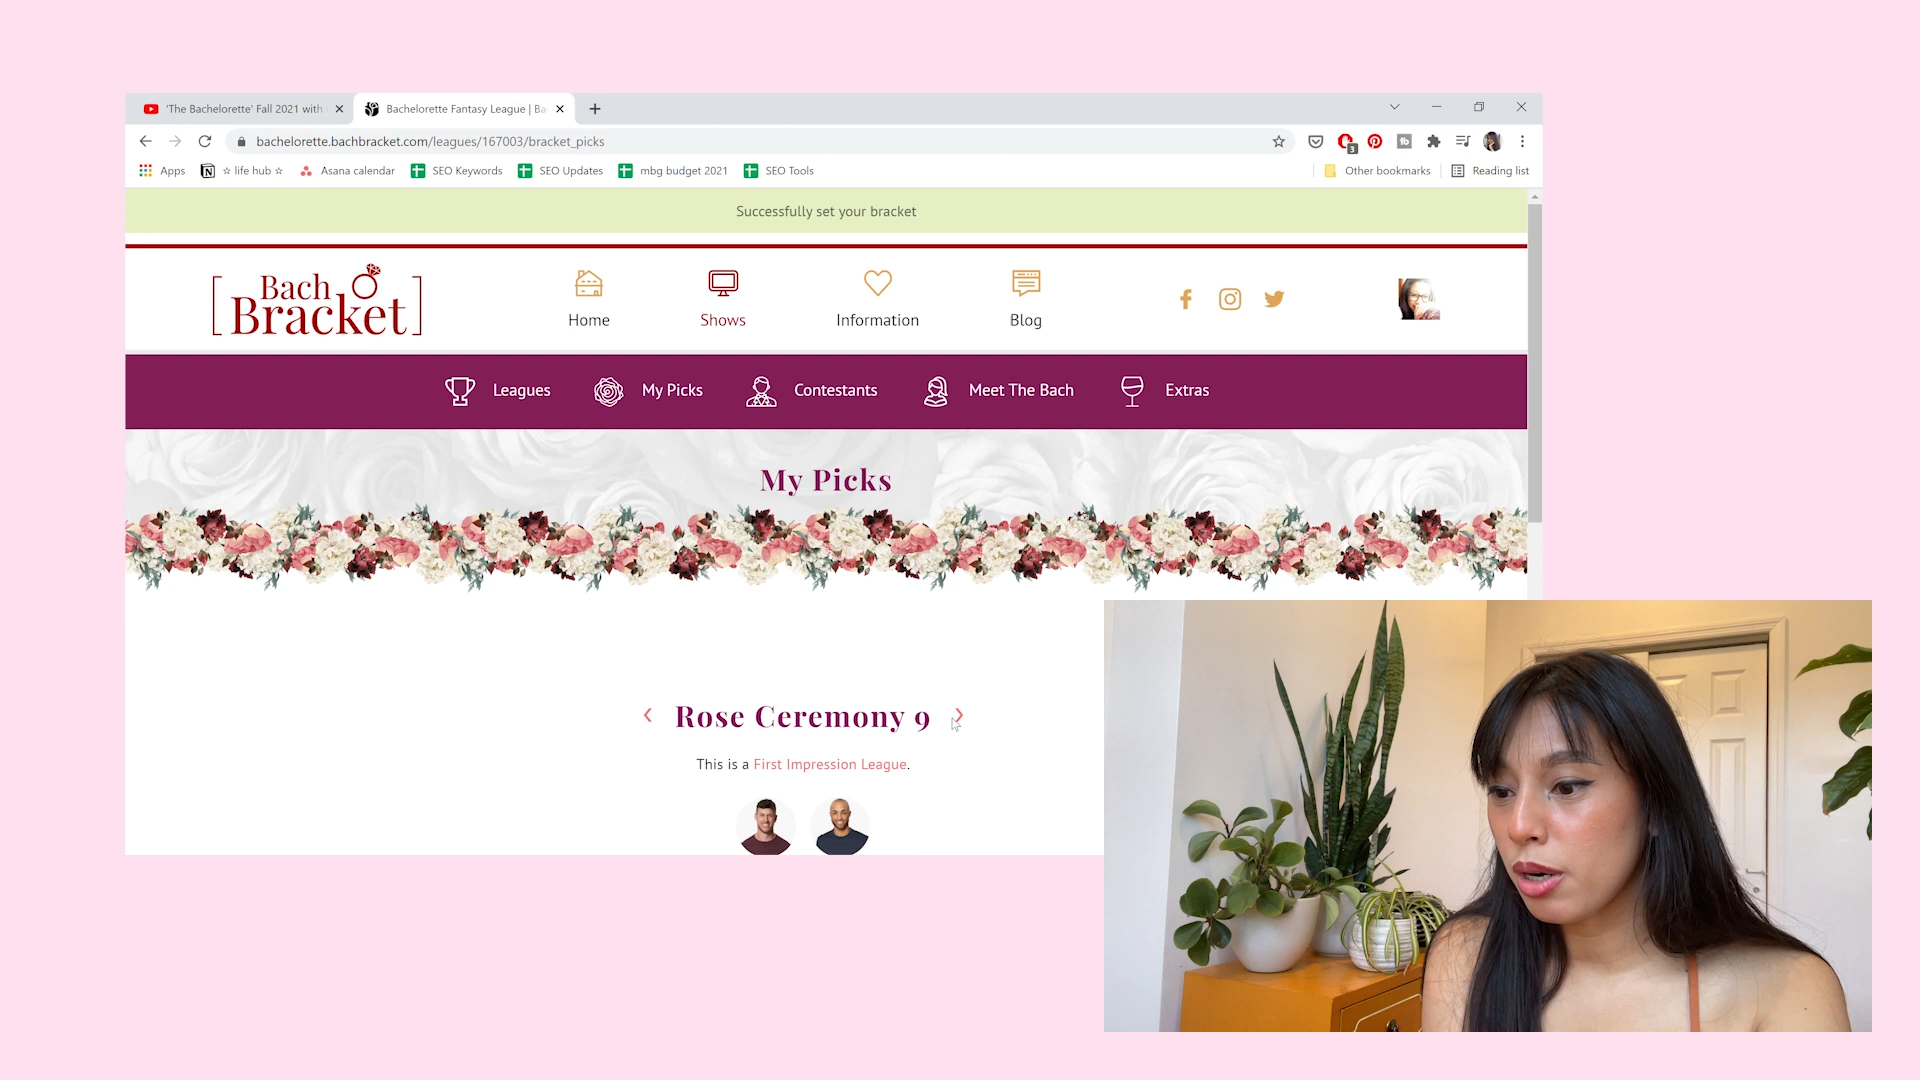 'The Bachelorette' Fall 2021 with
Bachelorette Fantasy League | Ba
bachelorette.bachbracket.com/leagues/167003/bracket_picks
3
Apps
☆ life hub ☆
Asana calendar
SEO Keywords
SEO Updates
mbg budget 2021
SEO Tools
Other bookmarks
Reading list
Successfully set your bracket
[Bach
Bracket]
Home
Shows
Information
Blog
Leagues
My Picks
Contestants
Meet The Bach
Extras
My Picks
Rose Ceremony 9
This is a First Impression League.